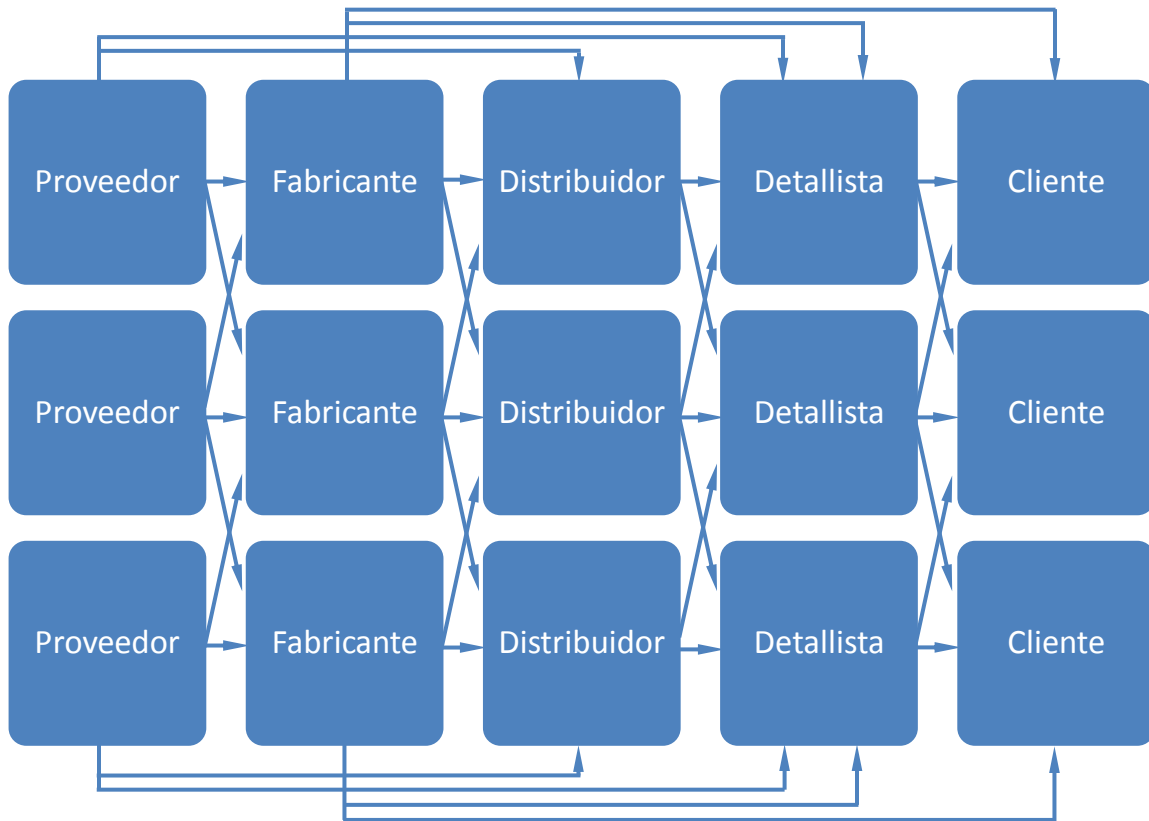 Proveedor
Fabricante
Distribuidor
Detallista
Cliente
Proveedor
Fabricante
Distribuidor
Detallista
Cliente
Proveedor
Fabricante
Distribuidor
Detallista
Cliente